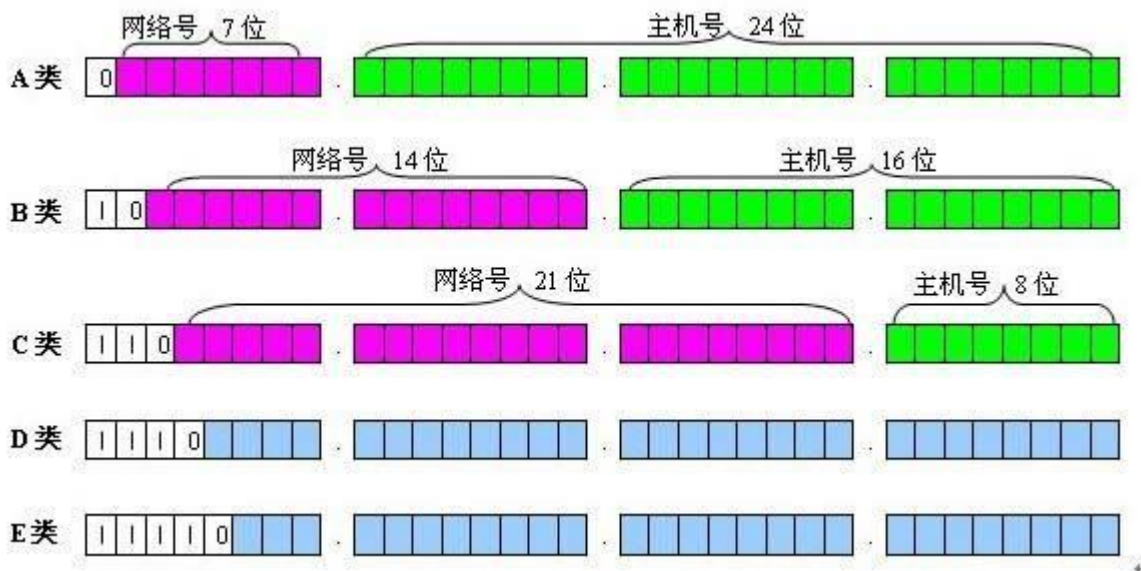 网络号 7位 主机号 24位
A类 0 . . .
网络号 14位 主机号 16位
B类 1 0 . . .
网络号 21位 主机号 8位
C类 1 1 0 . . .
D类 1 1 1 0 . . .
E类 1 1 1 1 0 . . .